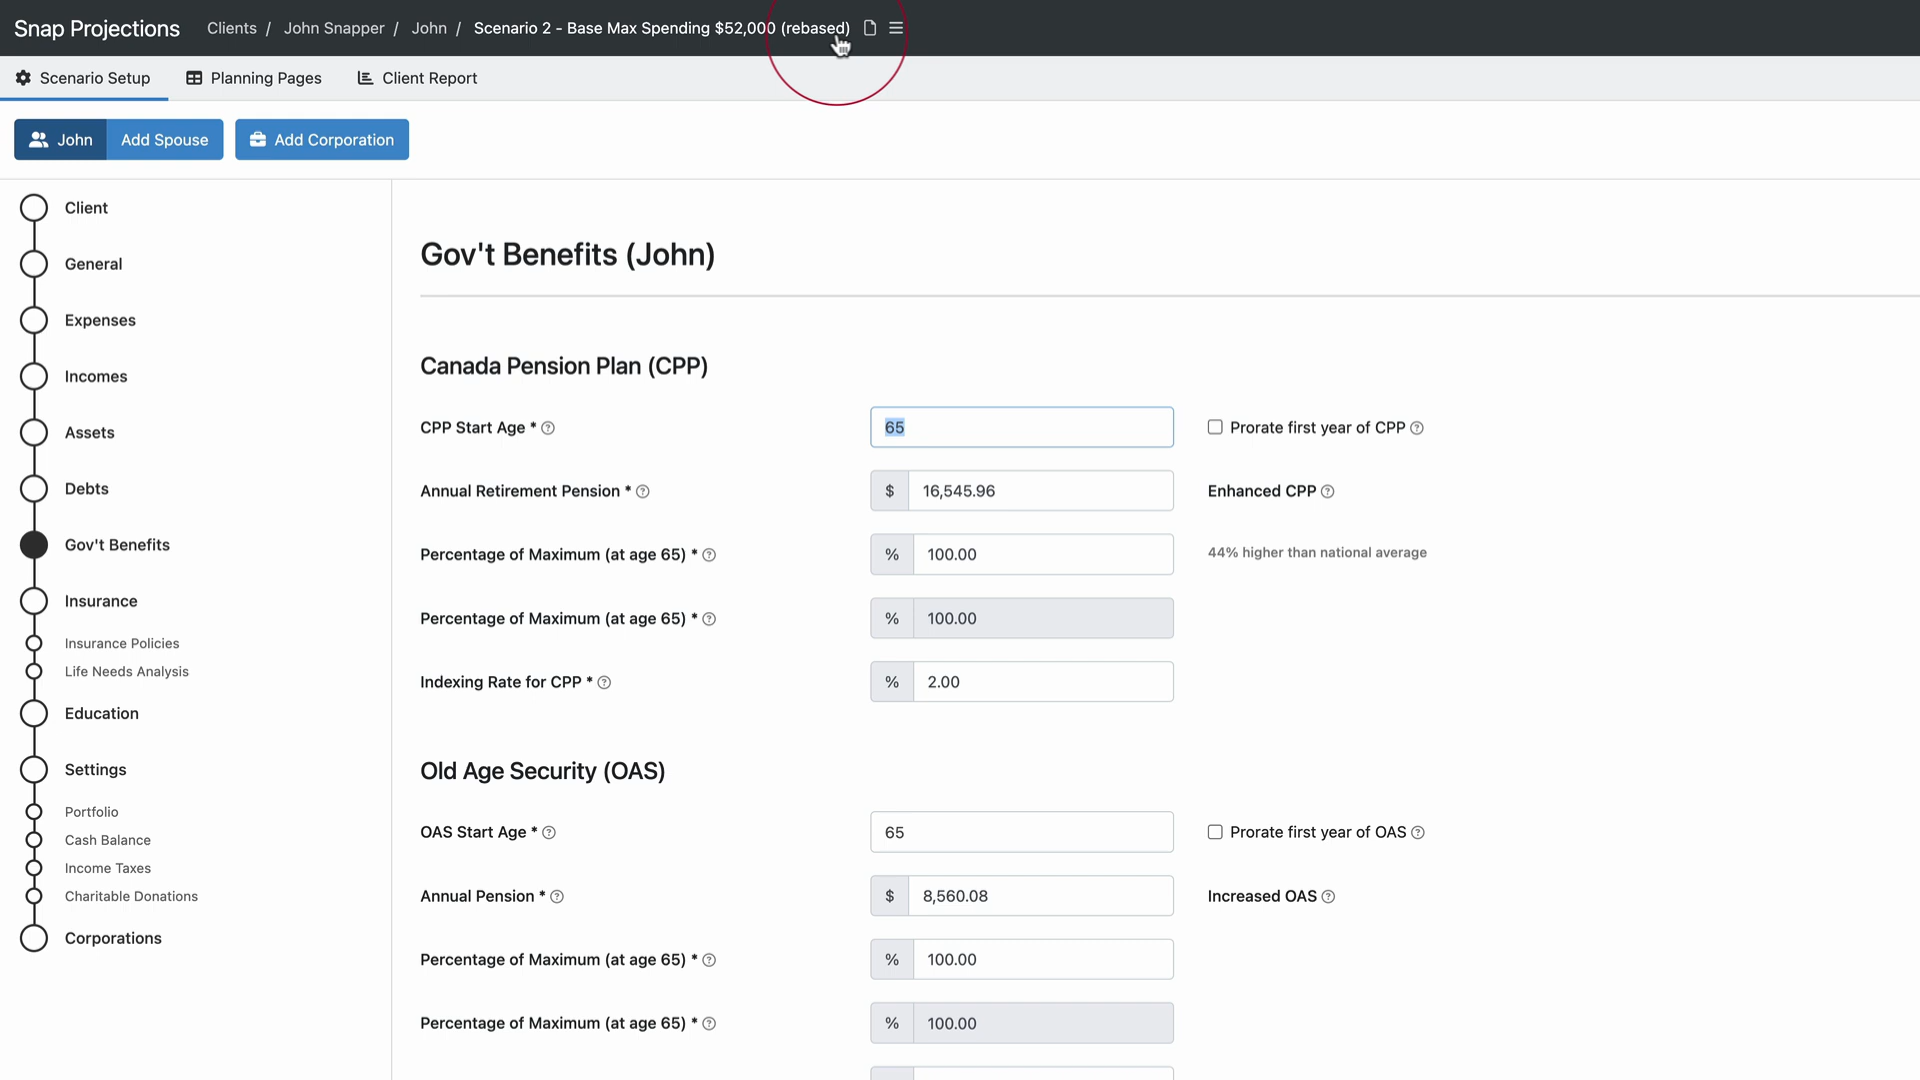 Snap Projections Clients / John Snapper / John / Scenario 2 - Base Max Spending $52,000 (rebased)
Scenario Setup Planning Pages Client Report
John Add Spouse Add Corporation
Client
General
Expenses
Incomes
Assets
Debts
Gov't Benefits
Insurance
Insurance Policies
Life Needs Analysis
Education
Settings
Portfolio
Cash Balance
Income Taxes
Charitable Donations
Corporations
Gov't Benefits (John)
Canada Pension Plan (CPP)
CPP Start Age * 65 Prorate first year of CPP
Annual Retirement Pension * $ 16,545.96 Enhanced CPP
Percentage of Maximum (at age 65) * % 100.00 44% higher than national average
Percentage of Maximum (at age 65) * % 100.00
Indexing Rate for CPP * % 2.00
Old Age Security (OAS)
OAS Start Age * 65 Prorate first year of OAS
Annual Pension * $ 8,560.08 Increased OAS
Percentage of Maximum (at age 65) * % 100.00
Percentage of Maximum (at age 65) * % 100.00